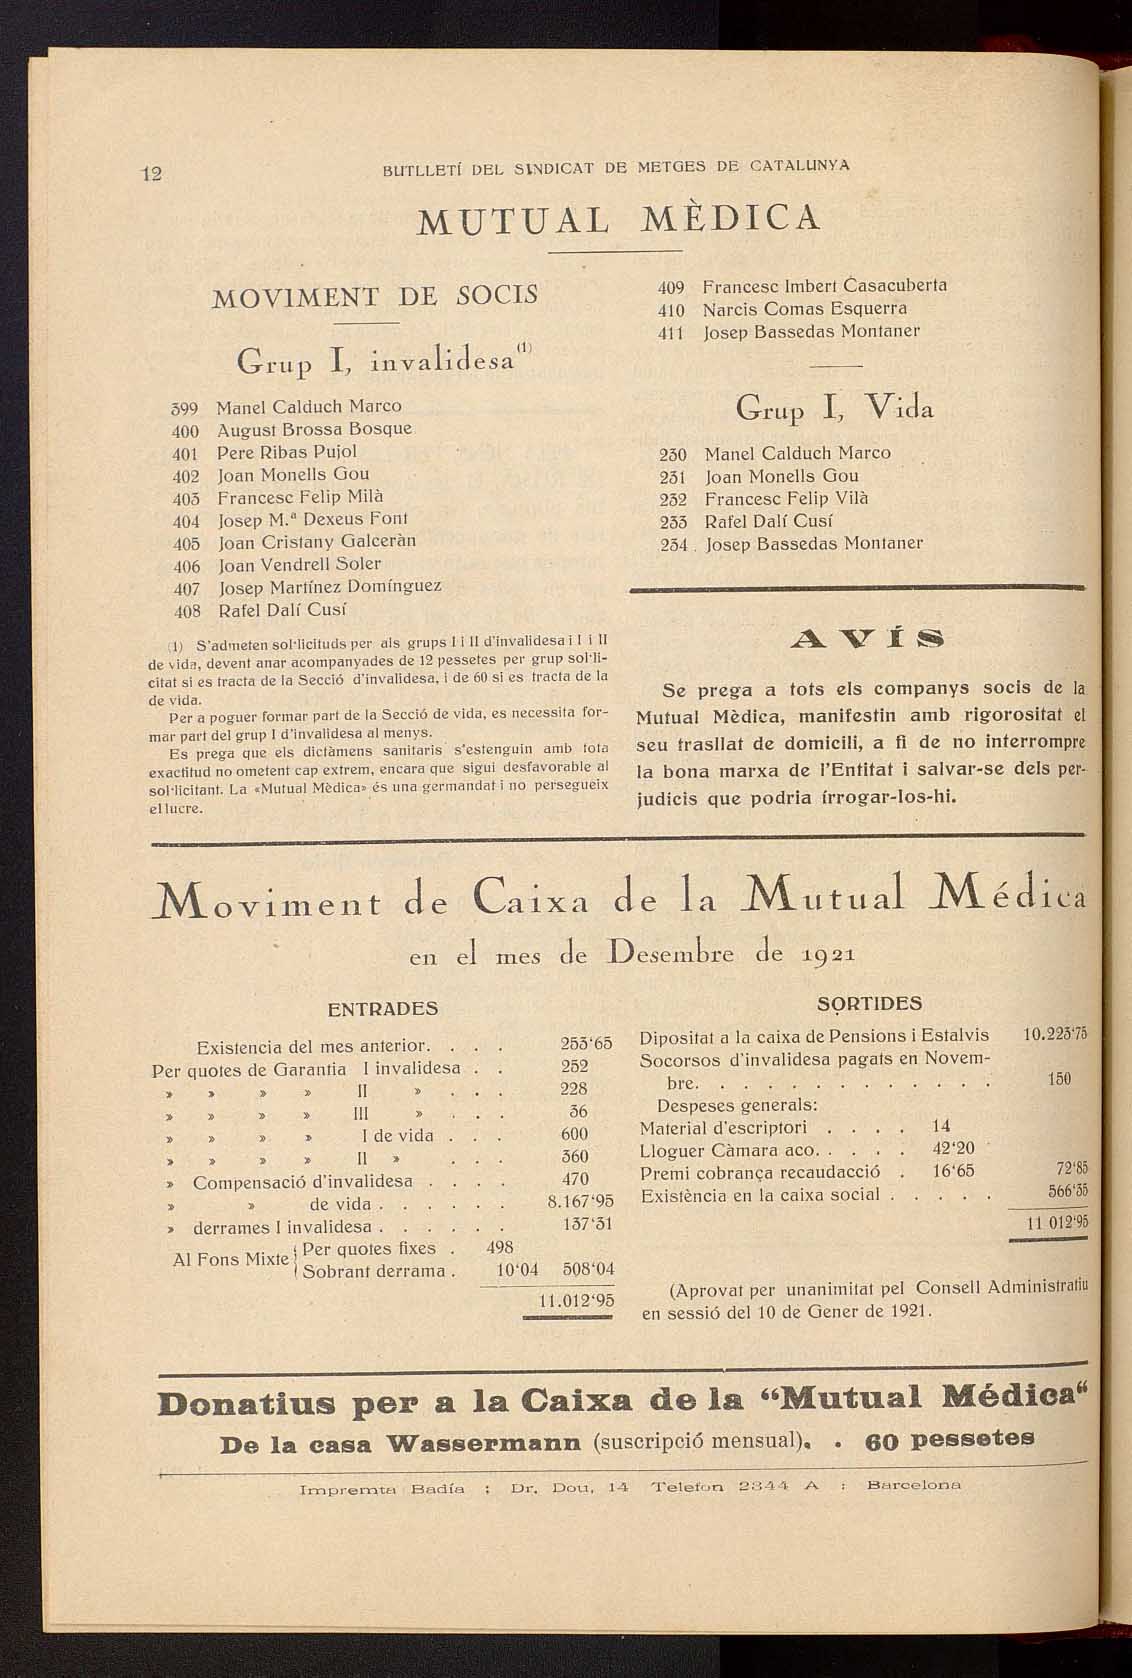 12
BUTLLETÍ DEL SINDICAT DE METGES DE CATALUNYA
MUTUAL MÈDICA
MOVIMENT DE SOCIS
Grup I, invalidesa(1)
399 Manel Calduch Marco
400 August Brossa Bosque
401 Pere Ribas Pujol
402 Joan Monells Gou
403 Francesc Felip Milà
404 Josep M.ª Dexeus Font
405 Joan Cristany Galceràn
406 Joan Vendrell Soler
407 Josep Martínez Domínguez
408 Rafel Dalí Cusí
(1) S'admeten sol·licituds per als grups I i II d'invalidesa i I i II
de vida, devent anar acompanyades de 12 pessetes per grup sol·li-
citat si es tracta de la Secció d'invalidesa, i de 60 si es tracta de la
de vida.
Per a poguer formar part de la Secció de vida, es necessita for-
mar part del grup I d'invalidesa al menys.
Es prega que els dictàmens sanitaris s'estenguin amb tota
exactitud no ometent cap extrem, encara que sigui desfavorable al
sol·licitant. La «Mutual Mèdica» és una germandat i no persegueix
el lucre.
409 Francesc Imbert Casacuberta
410 Narcis Comas Esquerra
411 Josep Bassedas Montaner
Grup I, Vida
230 Manel Calduch Marco
231 Joan Monells Gou
232 Francesc Felip Vilà
233 Rafel Dalí Cusí
234 . Josep Bassedas Montaner
AVÍS
Se prega a tots els companys socis de la
Mutual Mèdica, manifestin amb rigorositat el
seu trasllat de domicili, a fi de no interrompre
la bona marxa de l'Entitat i salvar-se dels per-
judicis que podria írrogar-los-hi.
Moviment de Caixa de la Mutual Médica
en el mes de Desembre de 1921
ENTRADES
Existencia del mes anterior. . . . 253'65
Per quotes de Garantia I invalidesa . . 252
» » » » II » . . . 228
» » » » III » . . . 36
» » » » I de vida . . . 600
» » » » II » . . . 360
» Compensació d'invalidesa . . . . 470
» » de vida . . . . . . 8.167'95
» derrames I invalidesa . . . . . . 137'31
Al Fons Mixte { Per quotes fixes . 498
Sobrant derrama . 10'04 508'04
11.012'95
SORTIDES
Dipositat a la caixa de Pensions i Estalvis 10.223'75
Socorsos d'invalidesa pagats en Novem-
bre. . . . . . . . . . . . . 150
Despeses generals:
Material d'escriptori . . . . 14
Lloguer Càmara aco. . . . . 42'20
Premi cobrança recaudacció . 16'65 72'85
Existència en la caixa social . . . . . 566'35
11 012'95
(Aprovat per unanimitat pel Consell Administratiu
en sessió del 10 de Gener de 1921.
Donatius per a la Caixa de la “Mutual Médica“
De la casa Wassermann (suscripció mensual). . 60 pessetes
Impremta Badía : Dr. Dou, 14 Telefon 2344 A : Barcelona